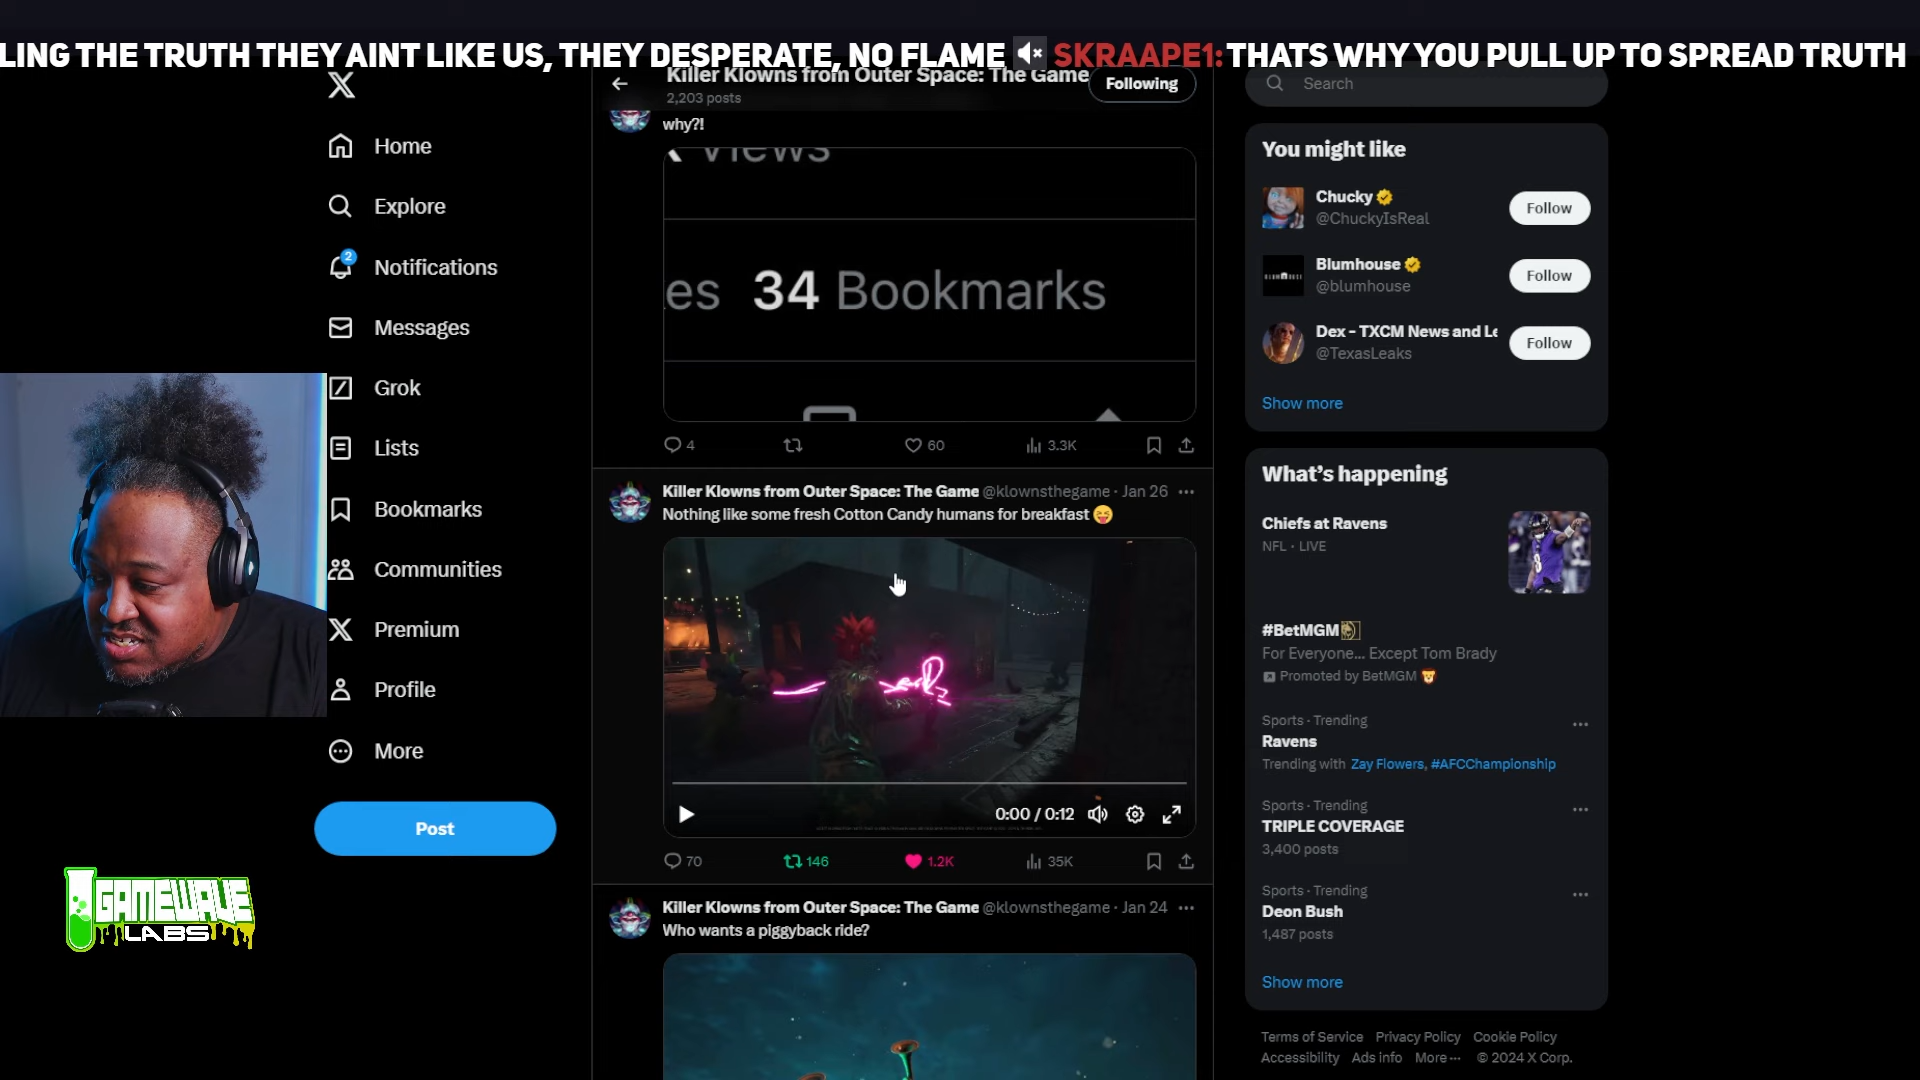 LING THE TRUTH THEY AINT LIKE US, THEY DESPERATE, NO FLAME SKRAAPE1: THATS WHY YOU PULL UP TO SPREAD TRUTH
Home
Explore
2
Notifications
Messages
Grok
Lists
Bookmarks
Communities
Premium
Profile
More
Post
GAMEWAVE
LABS
Killer Klowns from Outer Space: The Game
2,203 posts
Following
why?!
Views
es 34 Bookmarks
4 60 3.3K
Killer Klowns from Outer Space: The Game @klownsthegame · Jan 26
Nothing like some fresh Cotton Candy humans for breakfast 😝
0:00 / 0:12
70 146 1.2K 35K
Killer Klowns from Outer Space: The Game @klownsthegame · Jan 24
Who wants a piggyback ride?
Search
You might like
Chucky
@ChuckyIsReal
Follow
Blumhouse
@blumhouse
Follow
Dex - TXCM News and Le
@TexasLeaks
Follow
Show more
What's happening
Chiefs at Ravens
NFL · LIVE
#BetMGM
For Everyone... Except Tom Brady
Promoted by BetMGM
Sports · Trending
Ravens
Trending with Zay Flowers, #AFCChampionship
Sports · Trending
TRIPLE COVERAGE
3,400 posts
Sports · Trending
Deon Bush
1,487 posts
Show more
Terms of Service Privacy Policy Cookie Policy
Accessibility Ads info More ··· © 2024 X Corp.